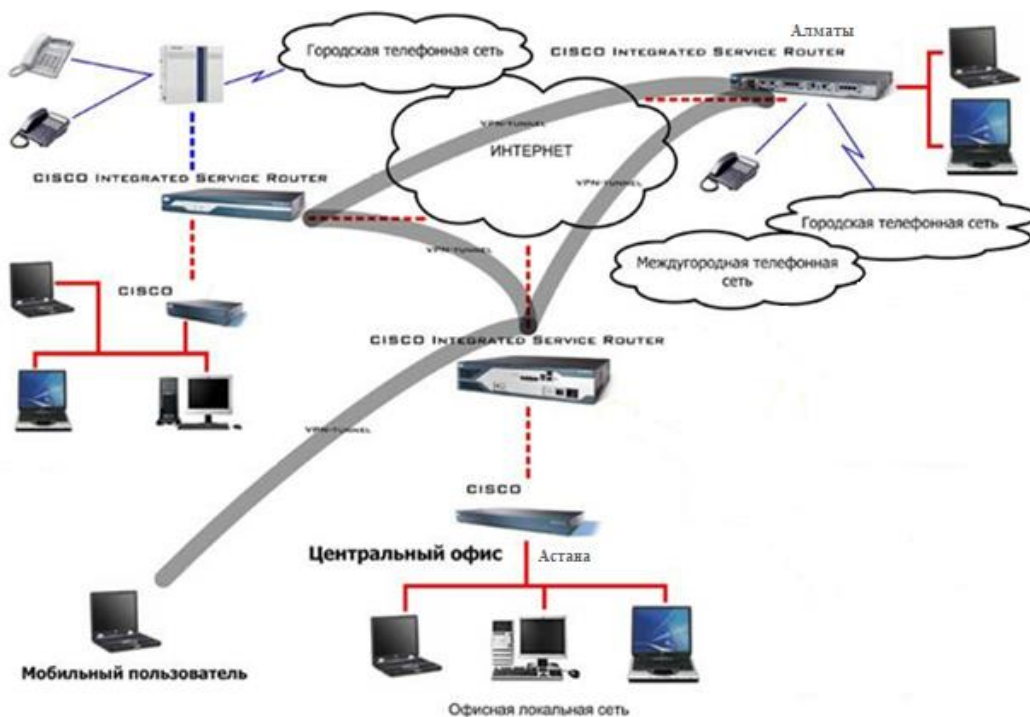 Алматы
Городская телефонная сеть
CISCO INTEGRATED SERVICE ROUTER
VPN-TUNNEL
ИНТЕРНЕТ
CISCO INTEGRATED SERVICE ROUTER
VPN-TUNNEL
Городская телефонная сеть
VPN-TUNNEL
Междугородная телефонная
сеть
CISCO
CISCO INTEGRATED SERVICE ROUTER
VPN-TUNNEL
CISCO
Центральный офис
Астана
Мобильный пользователь
Офисная локальная сеть